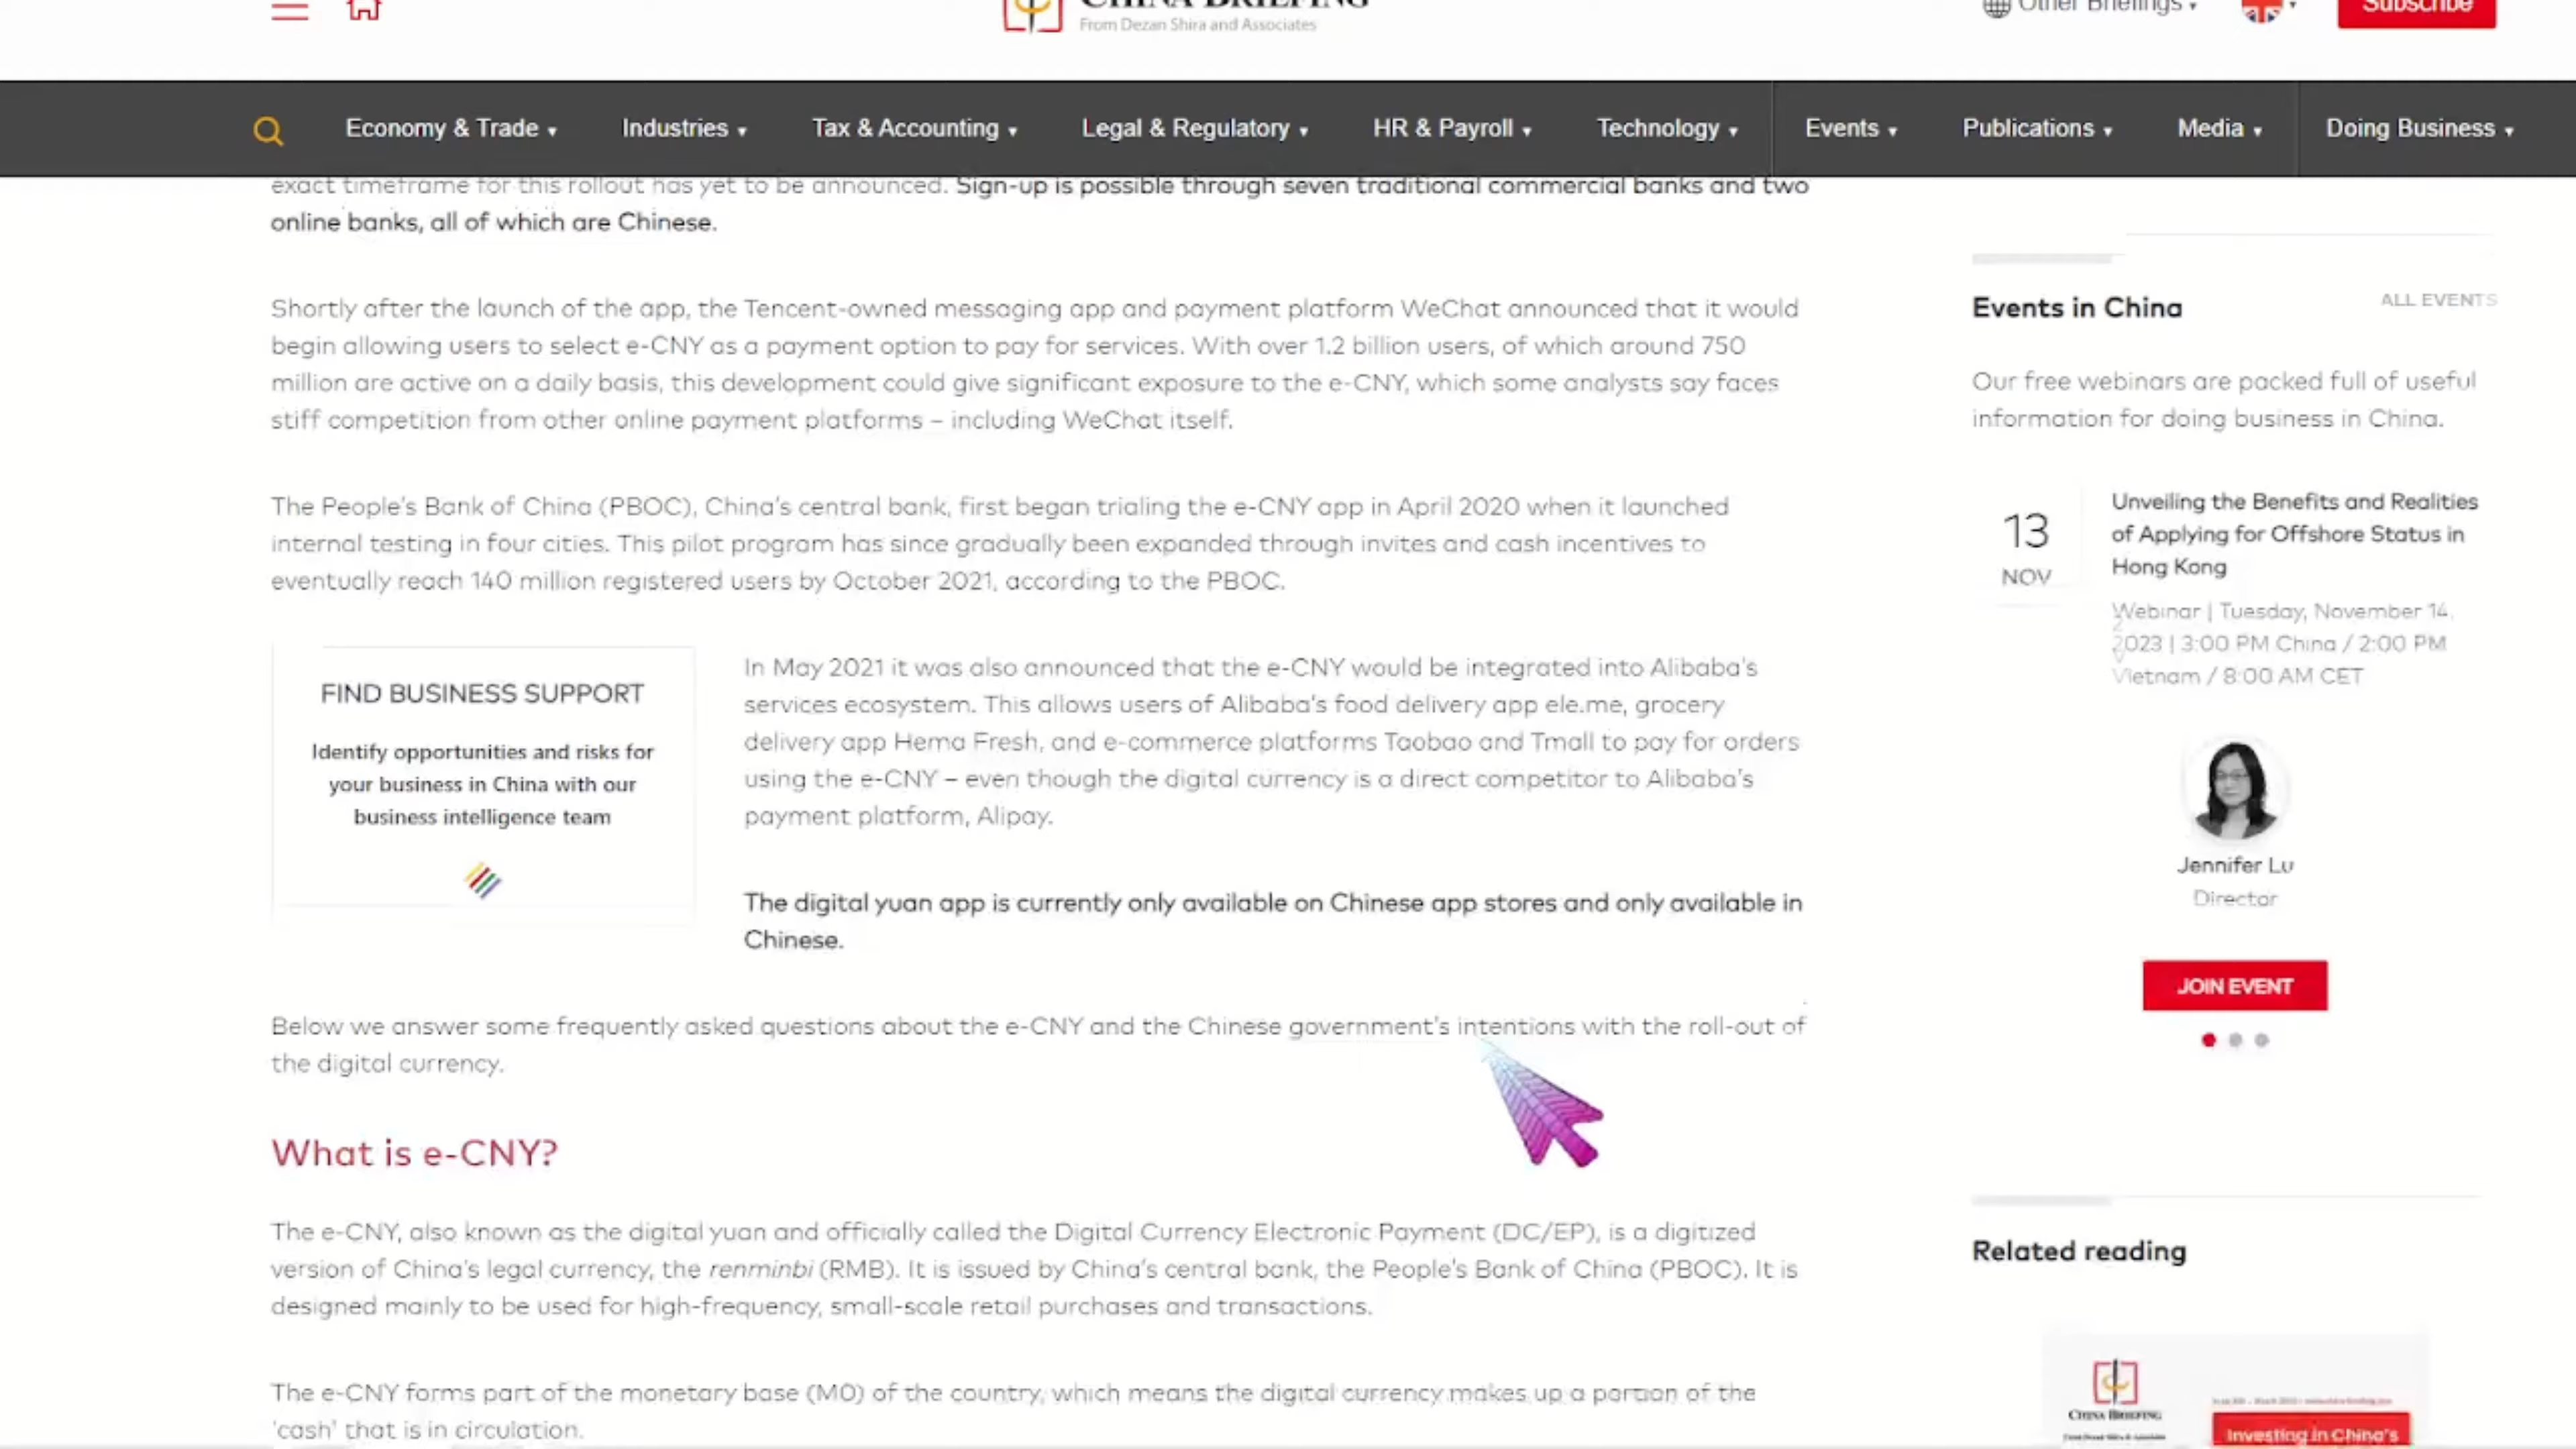 CHINA BRIEFING
From Dezan Shira and Associates
Other Briefings
Subscribe
Economy & Trade
Industries
Tax & Accounting
Legal & Regulatory
HR & Payroll
Technology
Events
Publications
Media
Doing Business
exact timeframe for this rollout has yet to be announced. Sign-up is possible through seven traditional commercial banks and two
online banks, all of which are Chinese.
Shortly after the launch of the app, the Tencent-owned messaging app and payment platform WeChat announced that it would
begin allowing users to select e-CNY as a payment option to pay for services. With over 1.2 billion users, of which around 750
million are active on a daily basis, this development could give significant exposure to the e-CNY, which some analysts say faces
stiff competition from other online payment platforms – including WeChat itself.
The People's Bank of China (PBOC), China's central bank, first began trialing the e-CNY app in April 2020 when it launched
internal testing in four cities. This pilot program has since gradually been expanded through invites and cash incentives to
eventually reach 140 million registered users by October 2021, according to the PBOC.
FIND BUSINESS SUPPORT
Identify opportunities and risks for
your business in China with our
business intelligence team
In May 2021 it was also announced that the e-CNY would be integrated into Alibaba's
services ecosystem. This allows users of Alibaba's food delivery app ele.me, grocery
delivery app Hema Fresh, and e-commerce platforms Taobao and Tmall to pay for orders
using the e-CNY – even though the digital currency is a direct competitor to Alibaba's
payment platform, Alipay.
The digital yuan app is currently only available on Chinese app stores and only available in
Chinese.
Below we answer some frequently asked questions about the e-CNY and the Chinese government's intentions with the roll-out of
the digital currency.
What is e-CNY?
The e-CNY, also known as the digital yuan and officially called the Digital Currency Electronic Payment (DC/EP), is a digitized
version of China's legal currency, the renminbi (RMB). It is issued by China's central bank, the People's Bank of China (PBOC). It is
designed mainly to be used for high-frequency, small-scale retail purchases and transactions.
The e-CNY forms part of the monetary base (M0) of the country, which means the digital currency makes up a portion of the
'cash' that is in circulation.
Events in China
ALL EVENTS
Our free webinars are packed full of useful
information for doing business in China.
13
NOV
Unveiling the Benefits and Realities
of Applying for Offshore Status in
Hong Kong
Webinar | Tuesday, November 14,
2023 | 3:00 PM China / 2:00 PM
Vietnam / 8:00 AM CET
Jennifer Lu
Director
JOIN EVENT
Related reading
CHINA BRIEFING
Investing in China's